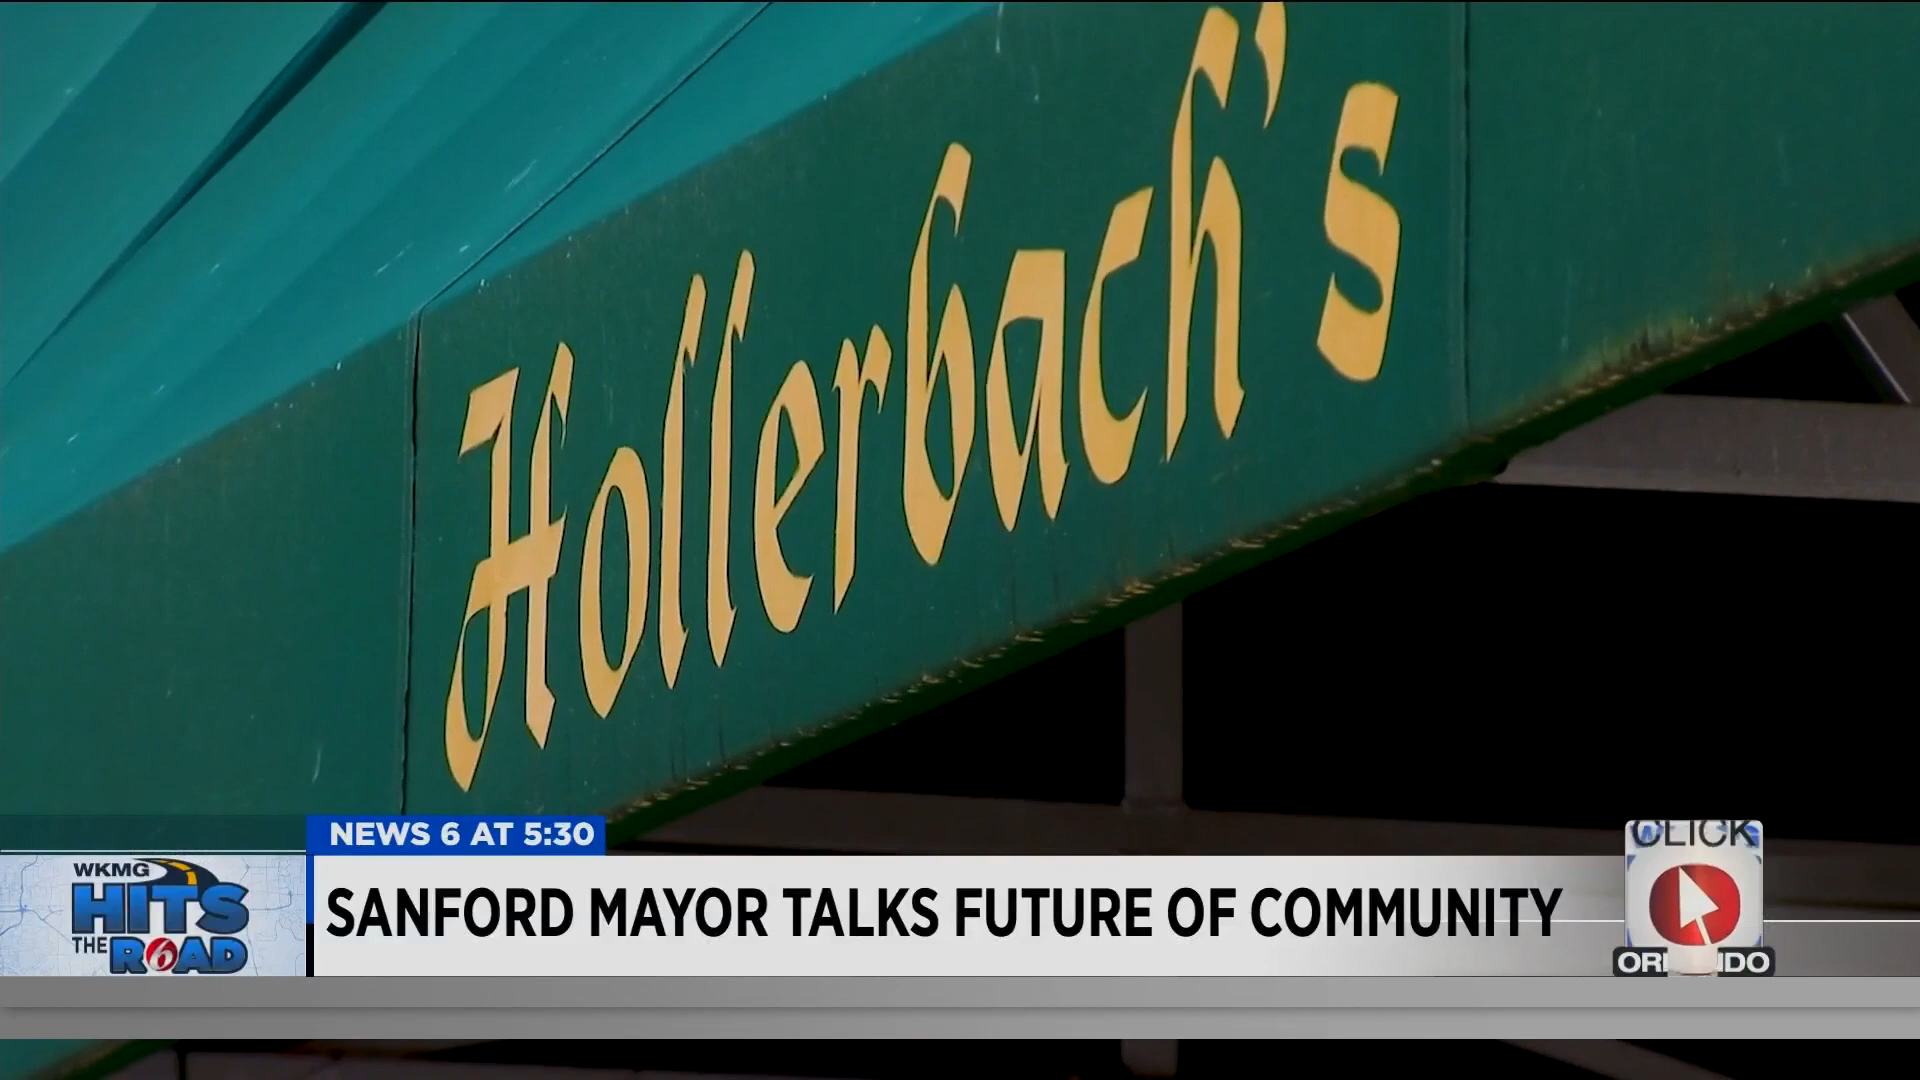 Hollerbach's
NEWS 6 AT 5:30
WKMG
HITS
THE ROAD
SANFORD MAYOR TALKS FUTURE OF COMMUNITY
CLICK